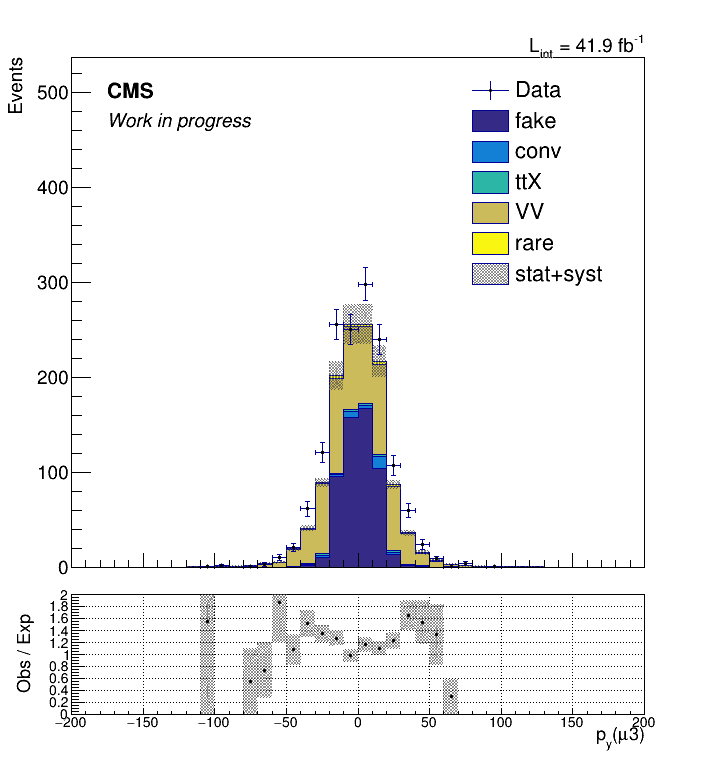 L_int = 41.9 fb^-1
Events
CMS
Work in progress
Data
fake
conv
ttX
VV
rare
stat+syst
500
400
300
200
100
0
Obs / Exp
2
1.8
1.6
1.4
1.2
1
0.8
0.6
0.4
0.2
0
−200 −150 −100 −50 0 50 100 150 200
p_y(μ3)